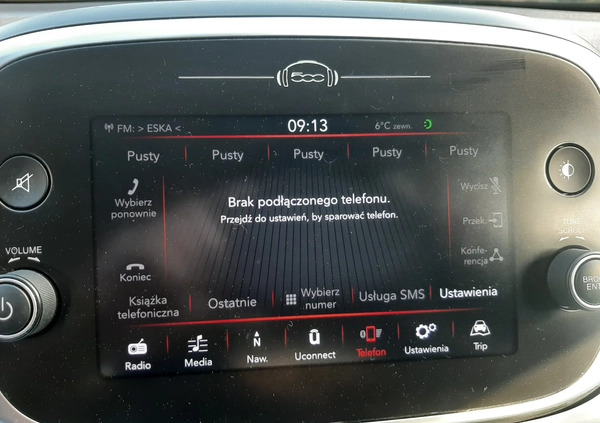 500
FM: > ESKA <
09:13
6°C zewn.
Pusty Pusty Pusty Pusty Pusty
Wybierz
ponownie
Brak podłączonego telefonu.
Przejdź do ustawień, by sparować telefon.
Wycisz
Przek.
Konfe-
rencja
Koniec
Książka
telefoniczna
Ostatnie
Wybierz
numer
Usługa SMS
Ustawienia
Radio
Media
N
Naw.
Uconnect
Telefon
Ustawienia
Trip
VOLUME
TUNE
SCROLL